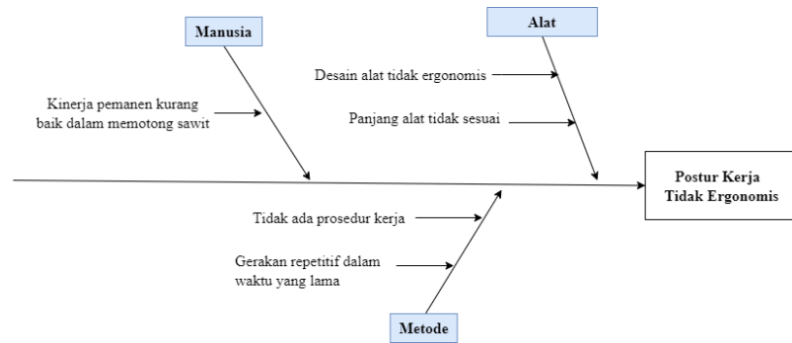 Manusia
Alat
Desain alat tidak ergonomis
Kinerja pemanen kurang
baik dalam memotong sawit
Panjang alat tidak sesuai
Postur Kerja
Tidak Ergonomis
Tidak ada prosedur kerja
Gerakan repetitif dalam
waktu yang lama
Metode